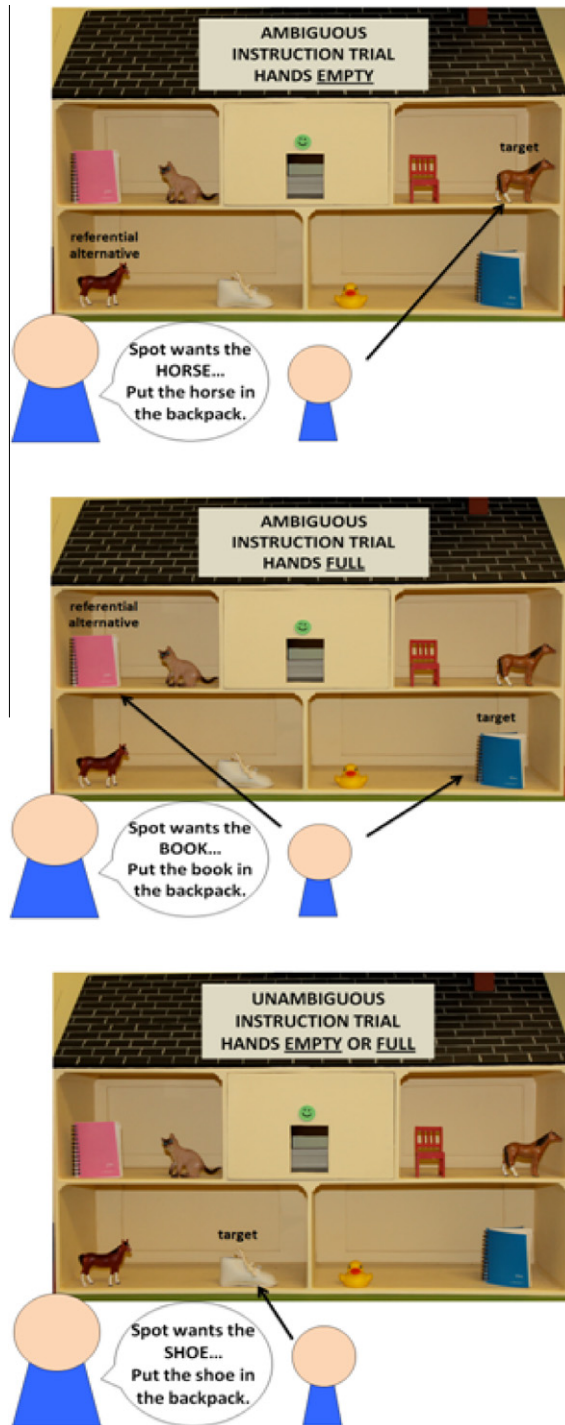 AMBIGUOUS
INSTRUCTION TRIAL
HANDS EMPTY
target
referential
alternative
Spot wants the
HORSE...
Put the horse in
the backpack.
AMBIGUOUS
INSTRUCTION TRIAL
HANDS FULL
referential
alternative
target
Spot wants the
BOOK...
Put the book in
the backpack.
UNAMBIGUOUS
INSTRUCTION TRIAL
HANDS EMPTY OR FULL
target
Spot wants the
SHOE...
Put the shoe in
the backpack.